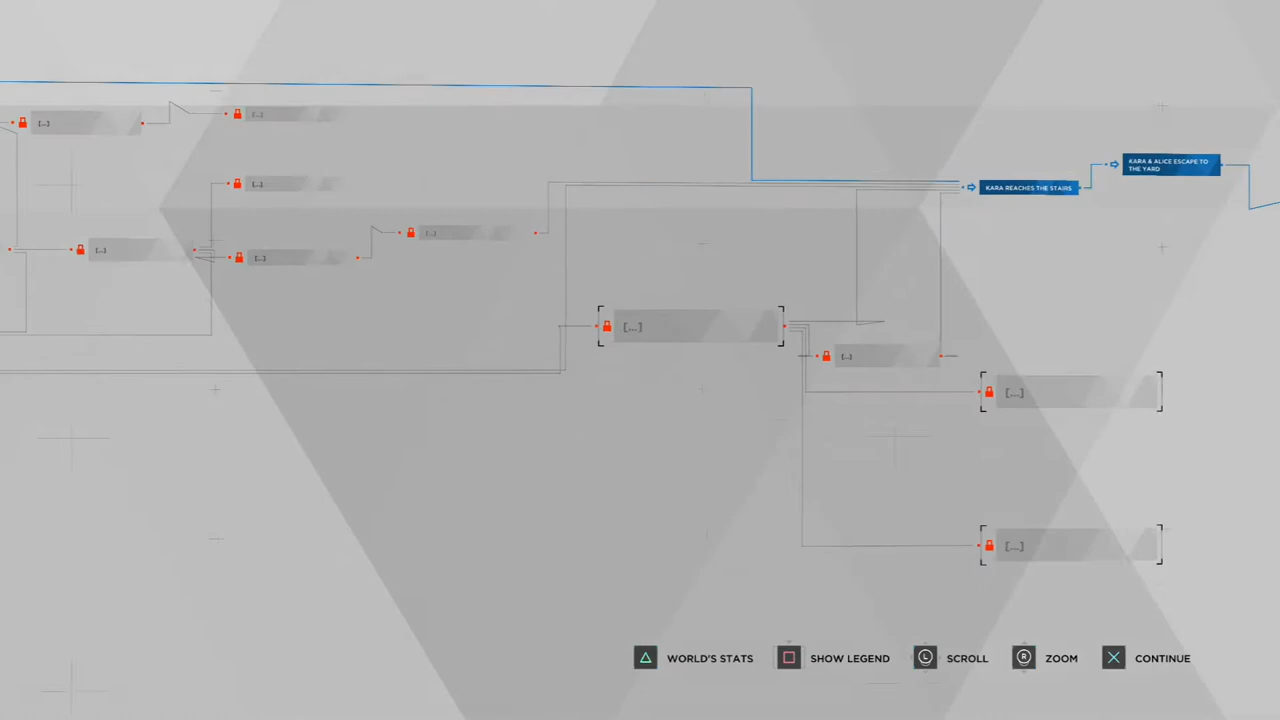 [...]
[...]
KARA & ALICE ESCAPE TO
THE YARD
[...]
KARA REACHES THE STAIRS
[...]
[...]
[...]
[...]
[...]
[...]
[...]
WORLD'S STATS
SHOW LEGEND
L
SCROLL
R
ZOOM
CONTINUE